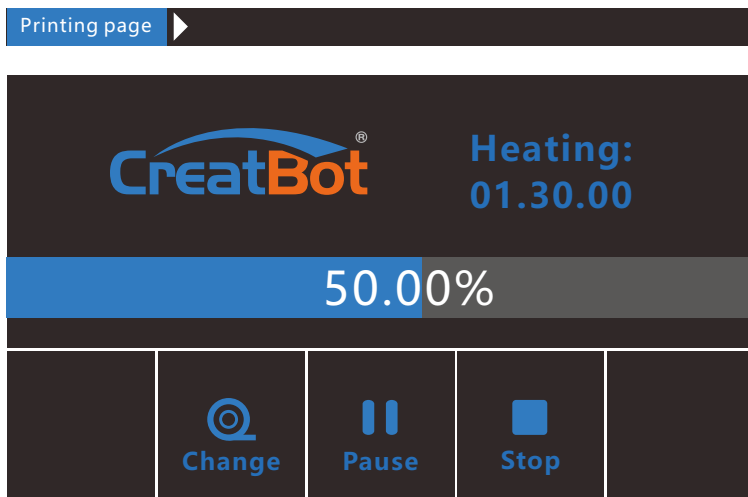 Printing page
CreatBot®
Heating:
01.30.00
50.00%
Change
Pause
Stop